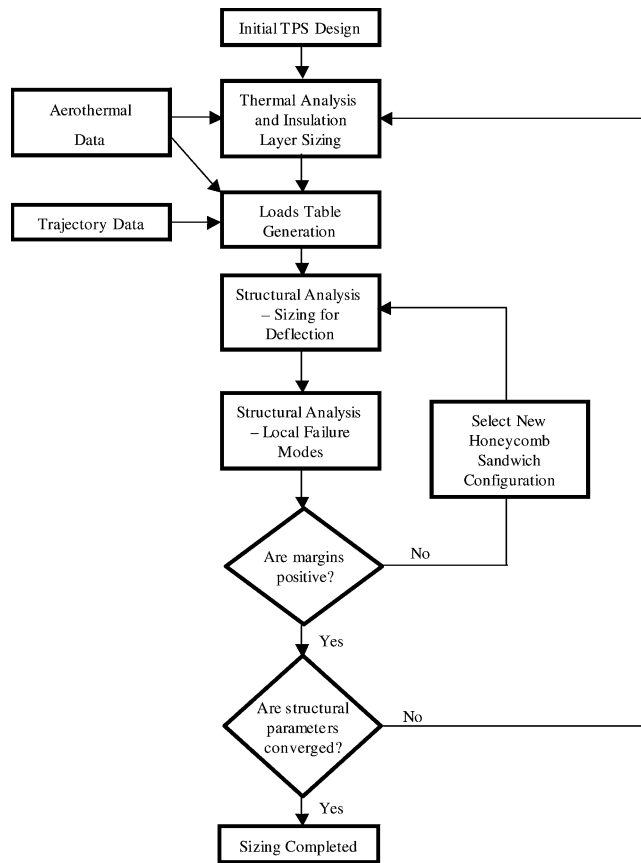 Initial TPS Design
Aerothermal
Data
Thermal Analysis
and Insulation
Layer Sizing
Trajectory Data
Loads Table
Generation
Structural Analysis
– Sizing for
Deflection
Structural Analysis
– Local Failure
Modes
Select New
Honeycomb
Sandwich
Configuration
Are margins
positive?
No
Yes
Are structural
parameters
converged?
No
Yes
Sizing Completed